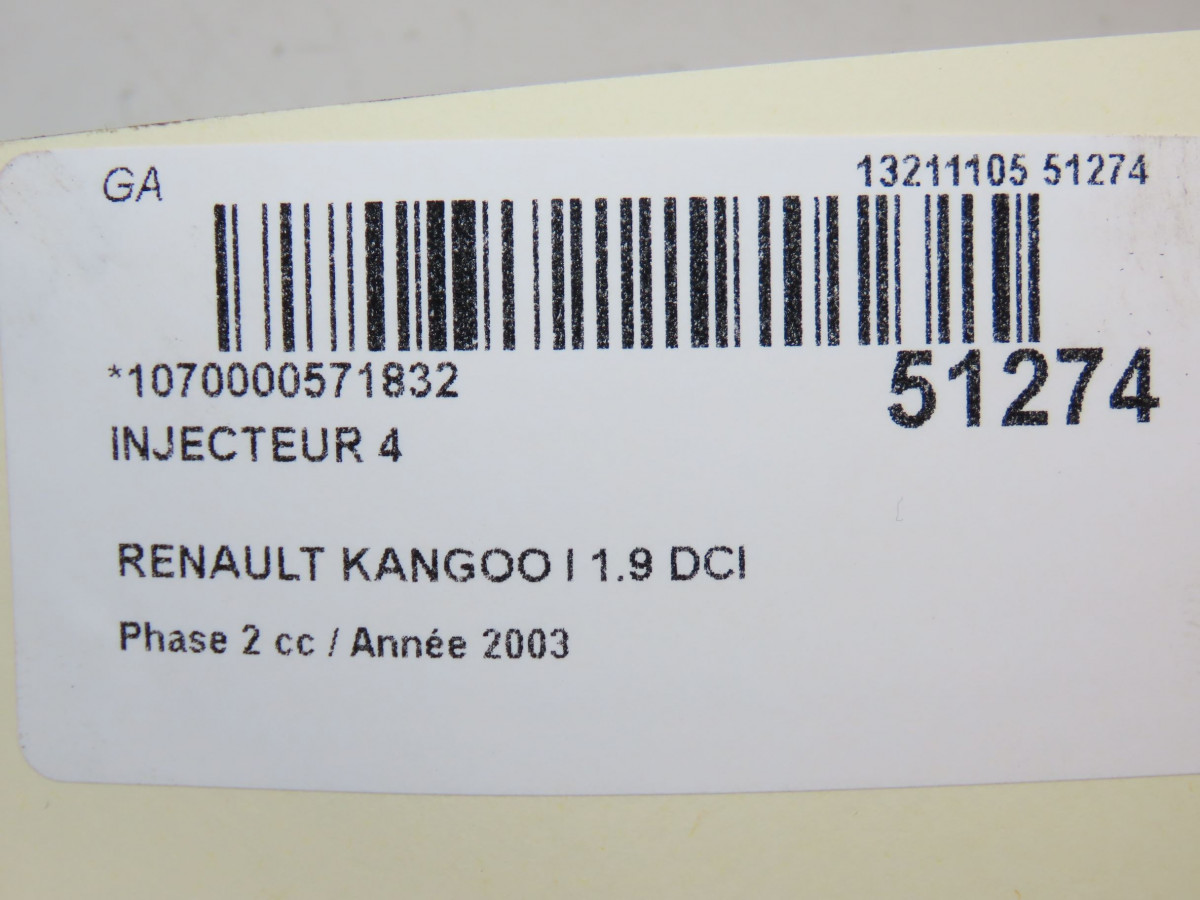 GA
13211105 51274
*1070000571832
51274
INJECTEUR 4
RENAULT KANGOO I 1.9 DCI
Phase 2 cc / Année 2003